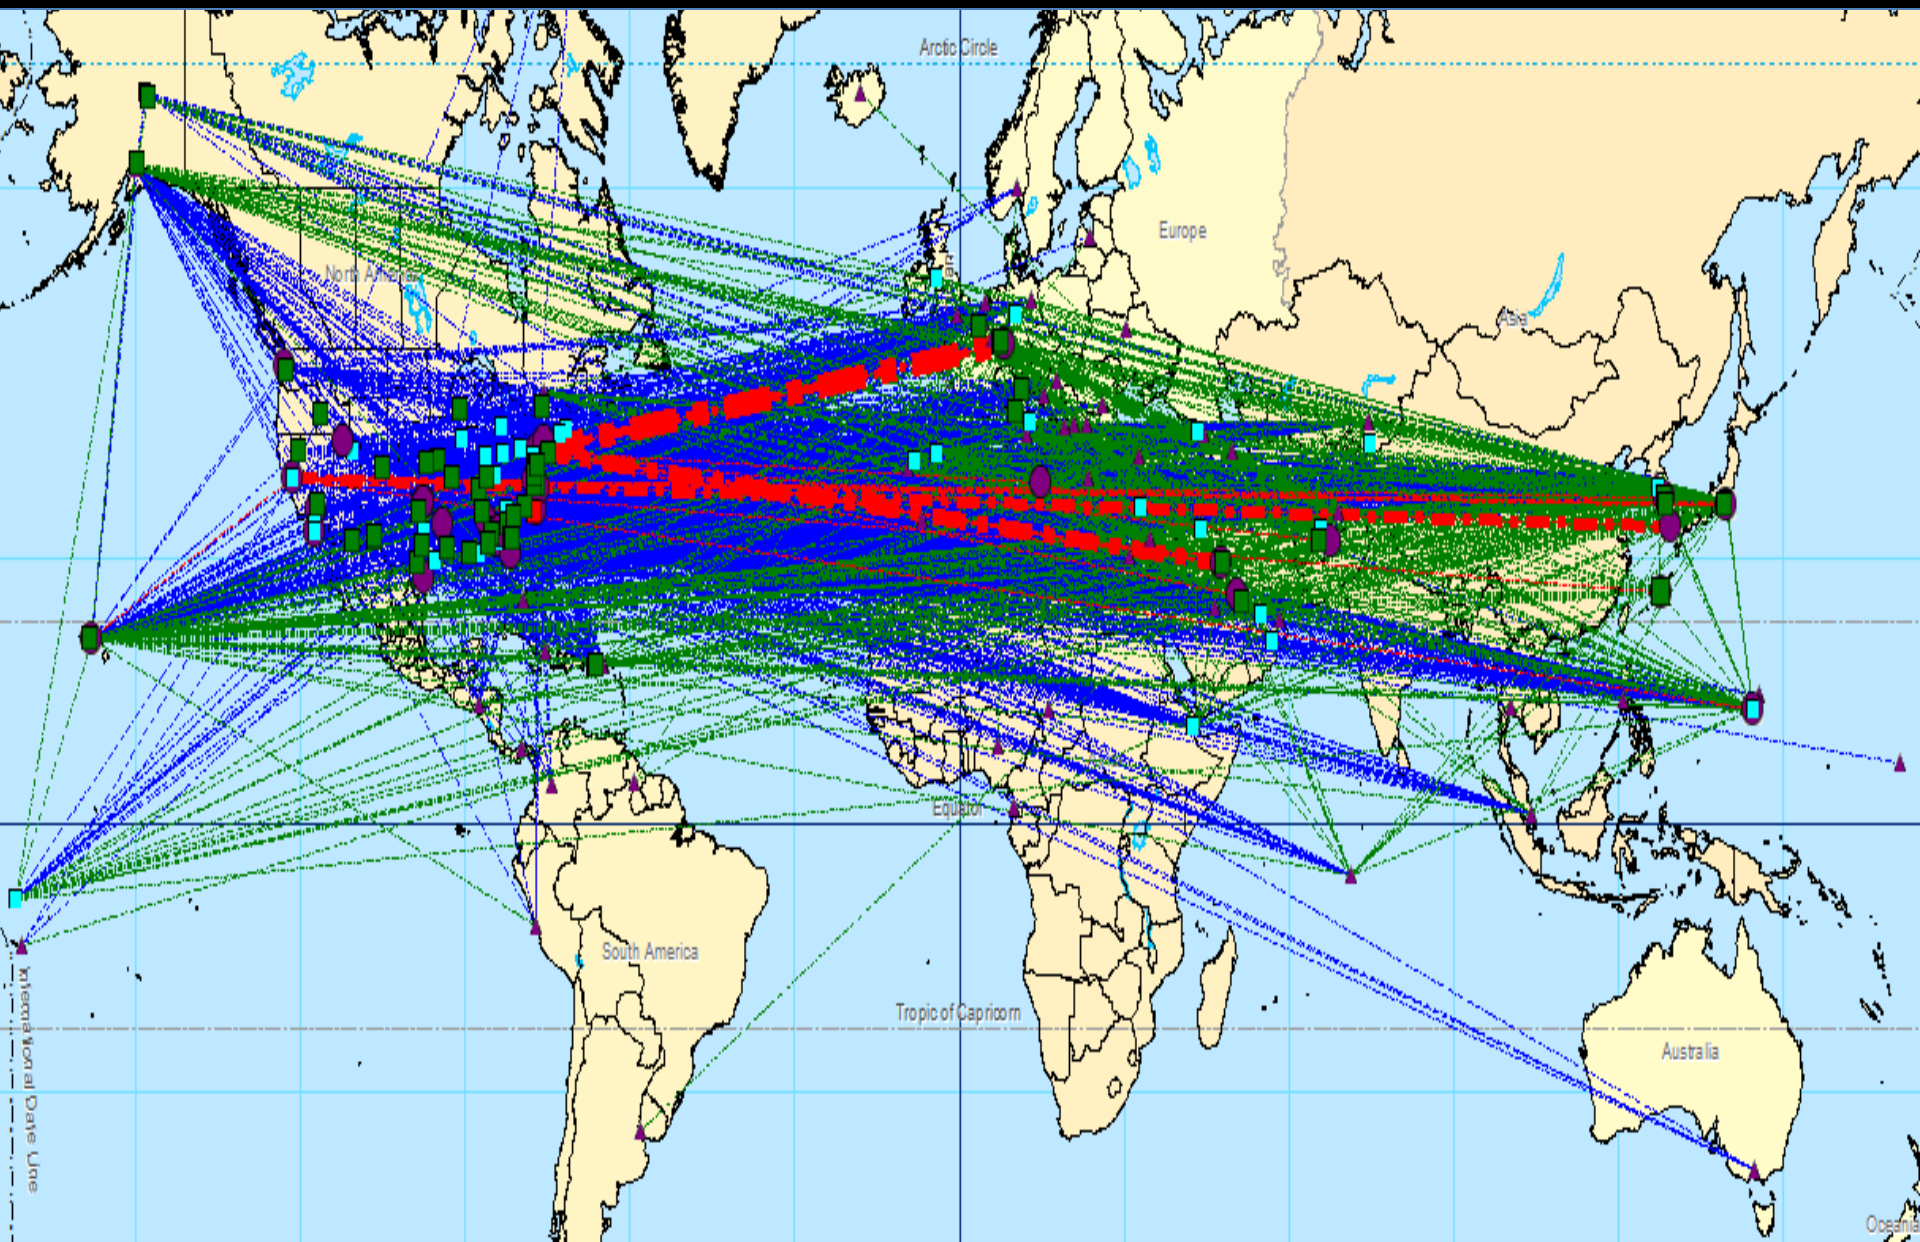 Arctic Circle
Europe
North America
Asia
Equator
South America
Tropic of Capricorn
Australia
International Date Line
Oceania